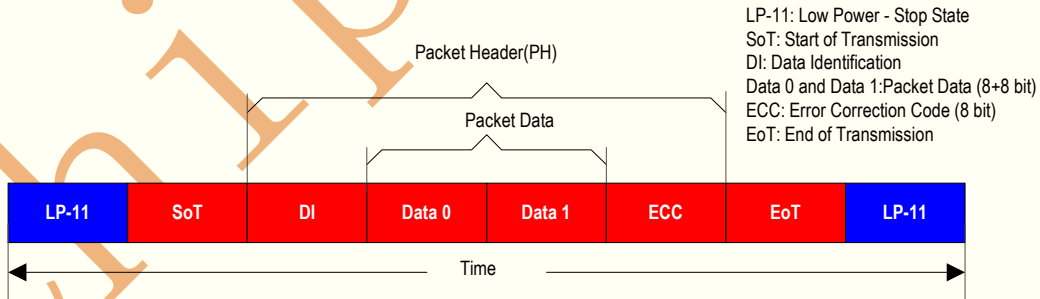 LP-11: Low Power - Stop State
SoT: Start of Transmission
DI: Data Identification
Data 0 and Data 1:Packet Data (8+8 bit)
ECC: Error Correction Code (8 bit)
EoT: End of Transmission
Packet Header(PH)
Packet Data
LP-11 SoT DI Data 0 Data 1 ECC EoT LP-11
Time